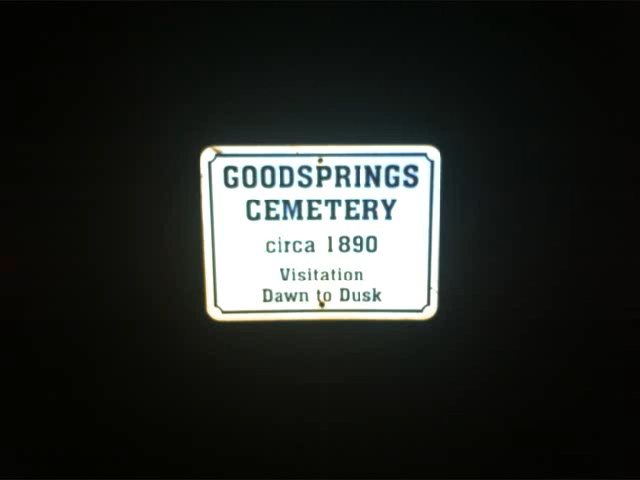 GOODSPRINGS
CEMETERY
circa 1890
Visitation
Dawn to Dusk